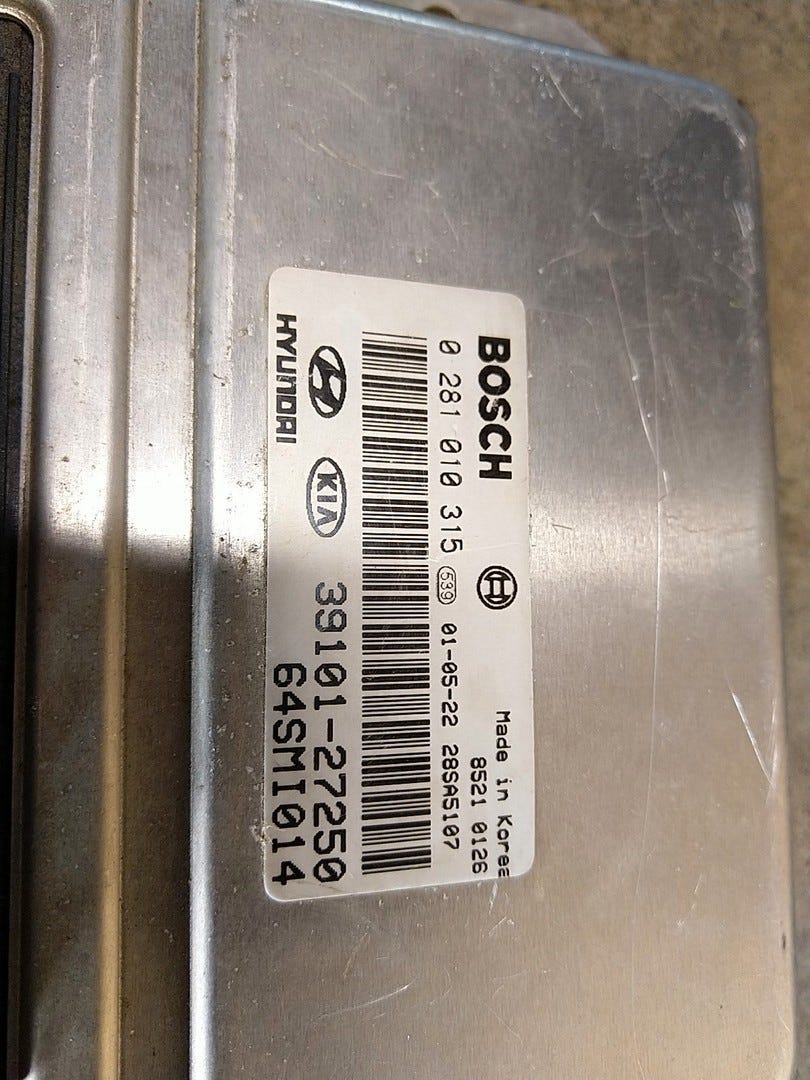 BOSCH
Made in Korea
0 281 010 315
8521 0126
539 01-05-22 28SA5107
HYUNDAI
KIA
39101-27250
64SMI014